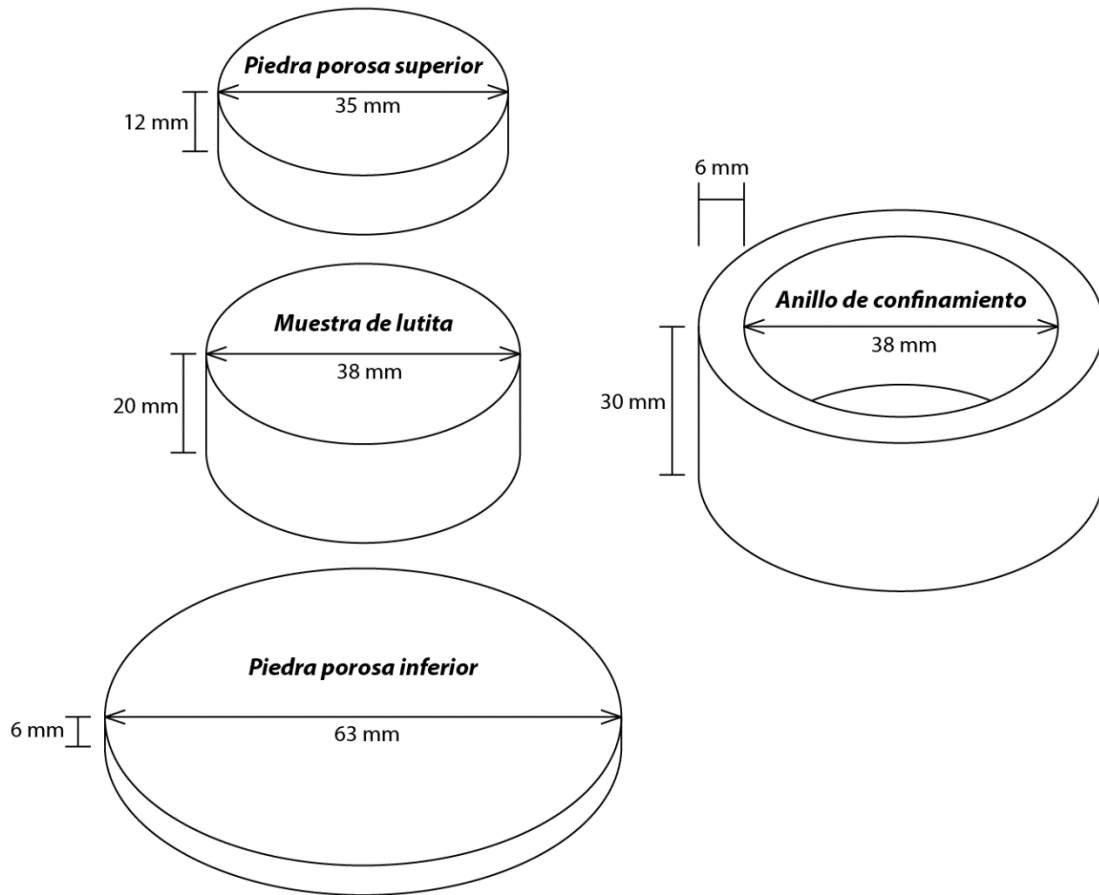 Piedra porosa superior
35 mm
12 mm
6 mm
Muestra de lutita
38 mm
20 mm
Anillo de confinamiento
38 mm
30 mm
Piedra porosa inferior
63 mm
6 mm